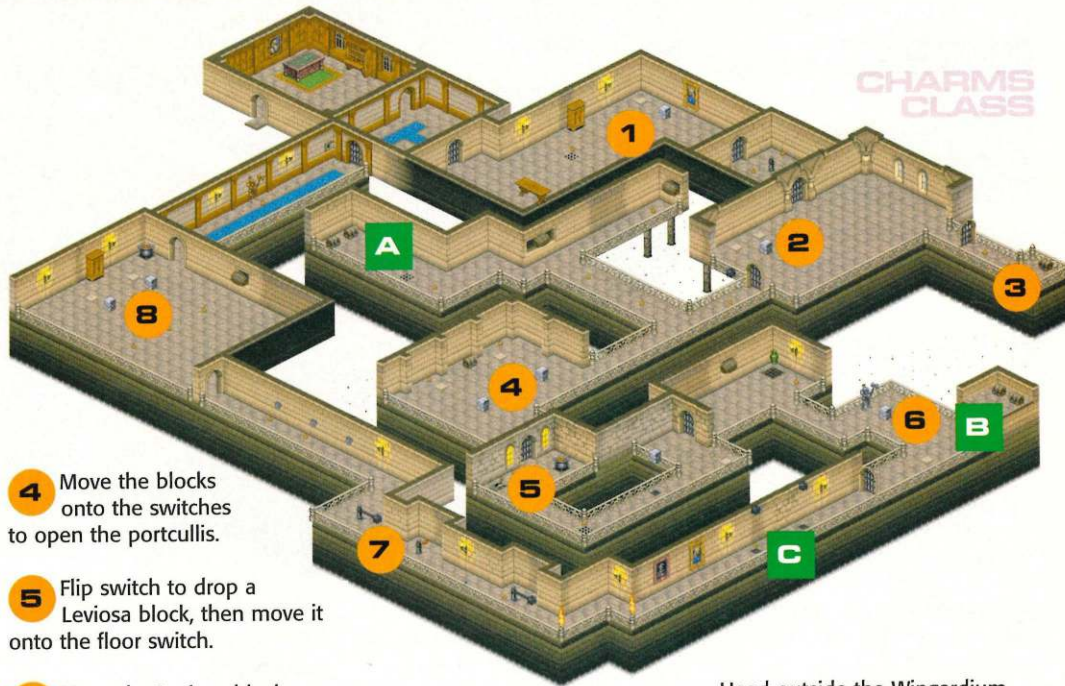 CHARMS
CLASS
1
A
2
3
8
4
6
B
5
7
C
4 Move the blocks
onto the switches
to open the portcullis.
5 Flip switch to drop a
Leviosa block, then move it
onto the floor switch.